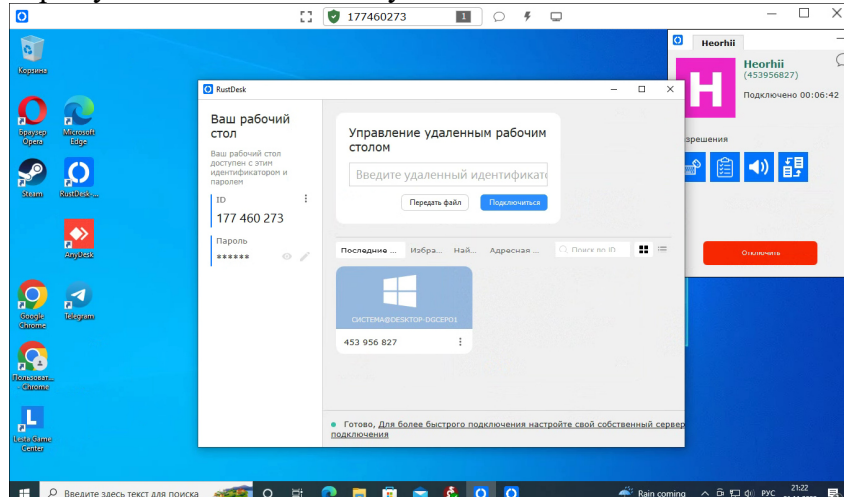 177460273
1
Heorhii
Heorhii
(453956827)
Подключено 00:06:42
зрешения
Отключить
Корзина
Браузер
Opera
Microsoft
Edge
Steam
RustDesk-...
AnyDesk
Google
Chrome
Telegram
Пользоват...
- Chrome
Lesta Game
Center
RustDesk
Ваш рабочий
стол
Ваш рабочий стол
доступен с этим
идентификатором и
паролем
ID
177 460 273
Пароль
******
Управление удаленным рабочим
столом
Введите удаленный идентификато
Передать файл
Подключиться
Последние ...
Избра...
Най...
Адресная ...
Поиск по ID
СИСТЕМА@DESKTOP-DGCEPO1
453 956 827
Готово, Для более быстрого подключения настройте свой собственный сервер
подключения
Введите здесь текст для поиска
Rain coming
РУС
21:22